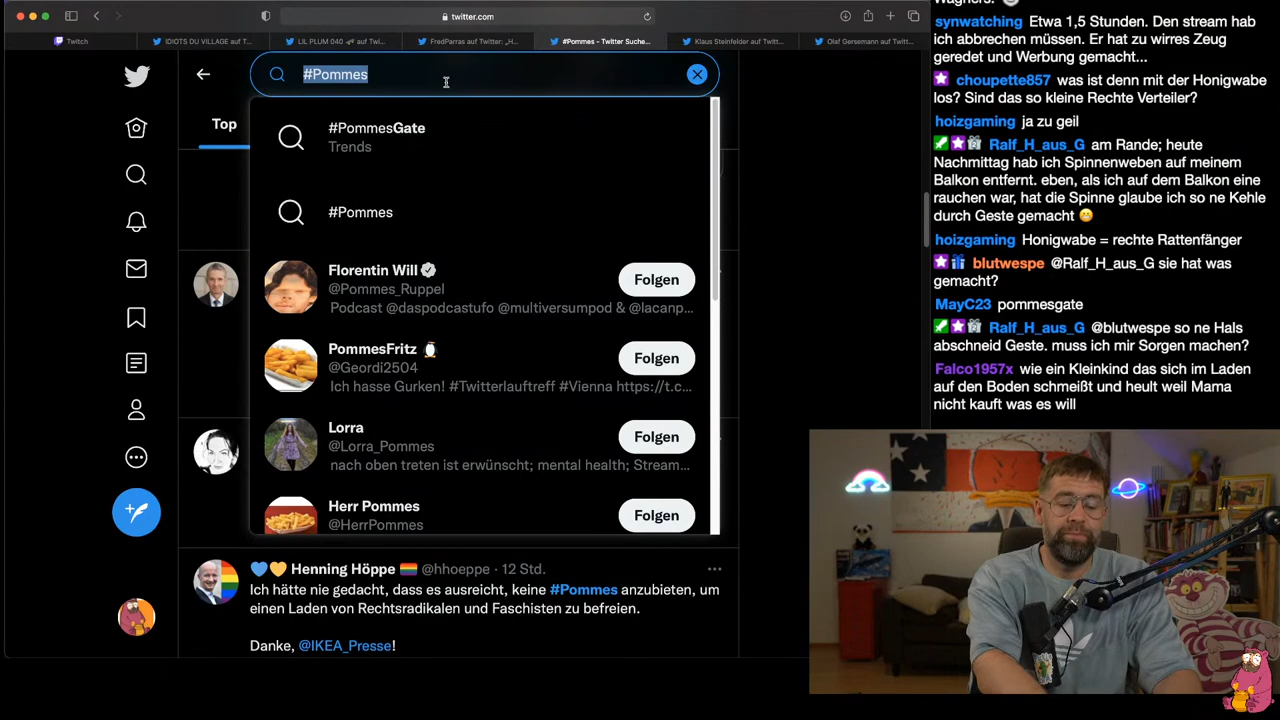 twitter.com
Twitch
IDIOTS DU VILLAGE auf T...
LIL PLUM 040 🛩 auf Twi...
FredParras auf Twitter: „H...
#Pommes - Twitter Suche...
Klaus Steinfelder auf Twitt...
Olaf Gersemann auf Twitt...
#Pommes
Top
#PommesGate
Trends
#Pommes
Florentin Will
@Pommes_Ruppel
Podcast @daspodcastufo @multiversumpod & @lacanp...
Folgen
PommesFritz 🐧
@Geordi2504
Ich hasse Gurken! #Twitterlauftreff #Vienna https://t.c...
Folgen
Lorra
@Lorra_Pommes
nach oben treten ist erwünscht; mental health; Stream...
Folgen
Herr Pommes
@HerrPommes
Folgen
💙🧡 Henning Höppe 🏳️‍🌈 @hhoeppe · 12 Std.
Ich hätte nie gedacht, dass es ausreicht, keine #Pommes anzubieten, um
einen Laden von Rechtsradikalen und Faschisten zu befreien.
Danke, @IKEA_Presse!
Wagners.
synwatching Etwa 1,5 Stunden. Den stream hab
ich abbrechen müssen. Er hat zu wirres Zeug
geredet und Werbung gemacht...
choupette857 was ist denn mit der Honigwabe
los? Sind das so kleine Rechte Verteiler?
hoizgaming ja zu geil
Ralf_H_aus_G am Rande; heute
Nachmittag hab ich Spinnenweben auf meinem
Balkon entfernt. eben, als ich auf dem Balkon eine
rauchen war, hat die Spinne glaube ich so ne Kehle
durch Geste gemacht 😁
hoizgaming Honigwabe = rechte Rattenfänger
blutwespe @Ralf_H_aus_G sie hat was
gemacht?
MayC23 pommesgate
Ralf_H_aus_G @blutwespe so ne Hals
abschneid Geste. muss ich mir Sorgen machen?
Falco1957x wie ein Kleinkind das sich im Laden
auf den Boden schmeißt und heult weil Mama
nicht kauft was es will